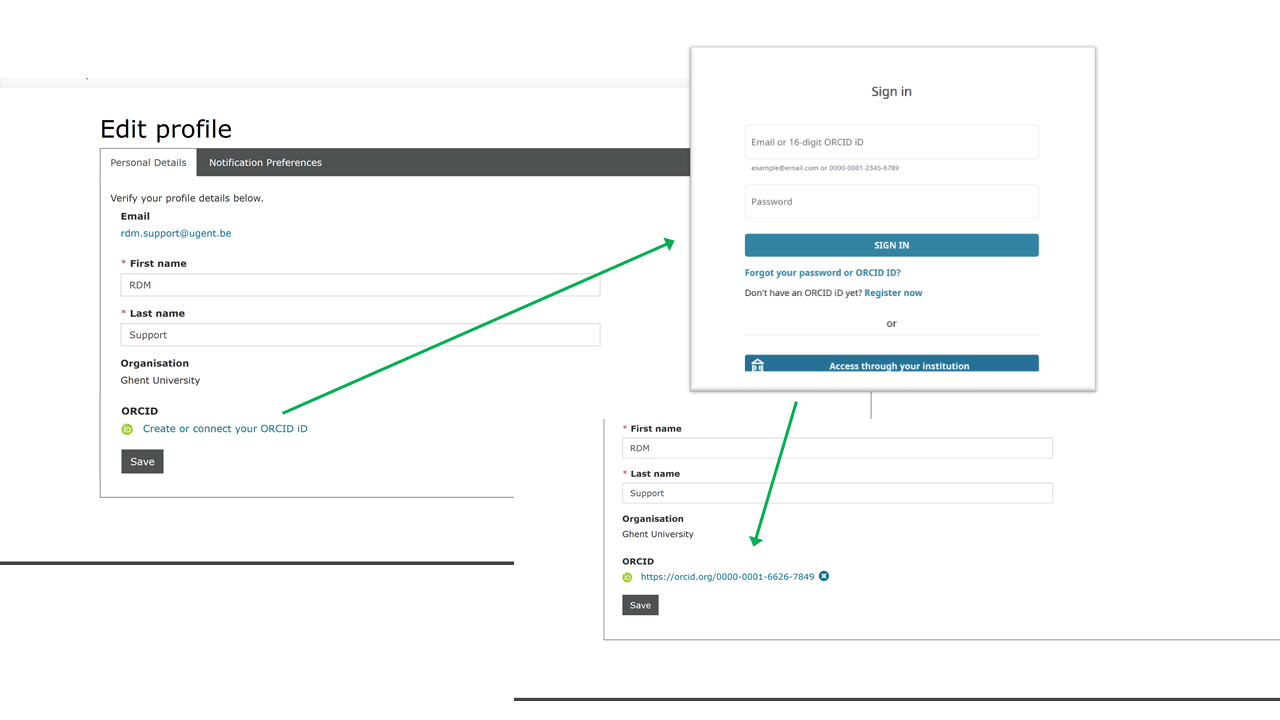 Edit profile
Personal Details Notification Preferences
Verify your profile details below.
Email
rdm.support@ugent.be
* First name
RDM
* Last name
Support
Organisation
Ghent University
ORCID
iD Create or connect your ORCID iD
Save
Sign in
Email or 16-digit ORCID iD
example@email.com or 0000-0001-2345-6789
Password
SIGN IN
Forgot your password or ORCID ID?
Don't have an ORCID iD yet? Register now
or
Access through your institution
* First name
RDM
* Last name
Support
Organisation
Ghent University
ORCID
iD https://orcid.org/0000-0001-6626-7849
Save